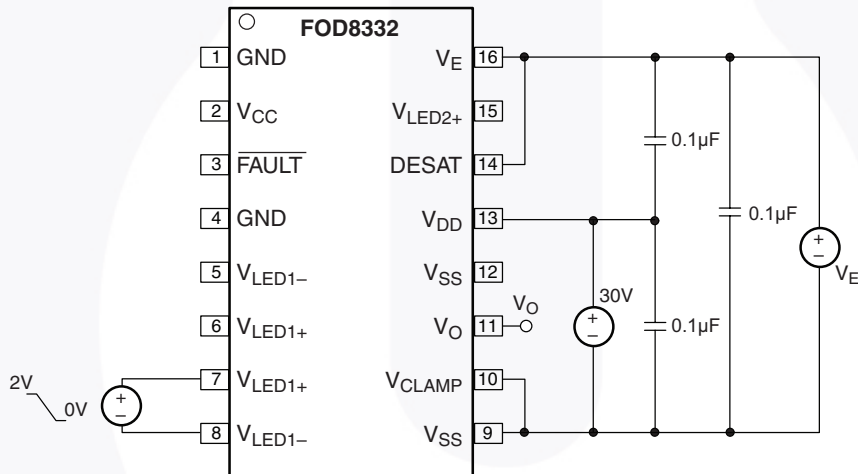 FOD8332
1 GND
2 VCC
3 FAULT
4 GND
5 VLED1–
6 VLED1+
7 VLED1+
8 VLED1–
VE 16
VLED2+ 15
DESAT 14
VDD 13
VSS 12
VO 11
VCLAMP 10
VSS 9
2V
0V
+
–
VO
30V
+
–
0.1µF
0.1µF
0.1µF
+
–
VE